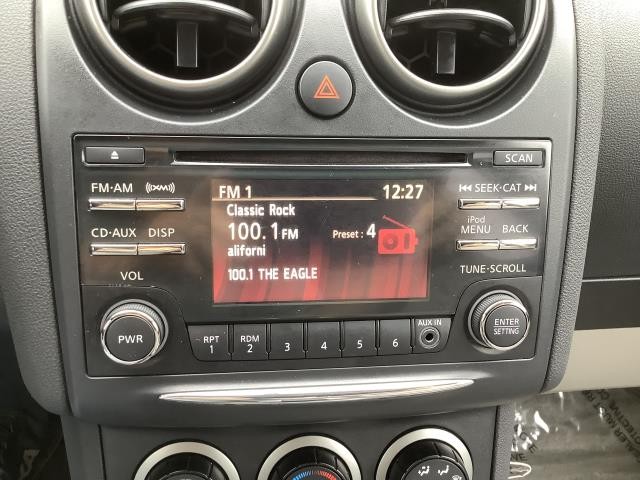 SCAN
FM·AM
((XM))
SEEK·CAT
CD·AUX
DISP
iPod
MENU
BACK
VOL
TUNE·SCROLL
FM 1
12:27
Classic Rock
100.1 FM
Preset : 4
aliforni
100.1 THE EAGLE
PWR
RPT
1
RDM
2
3
4
5
6
AUX IN
ENTER
SETTING